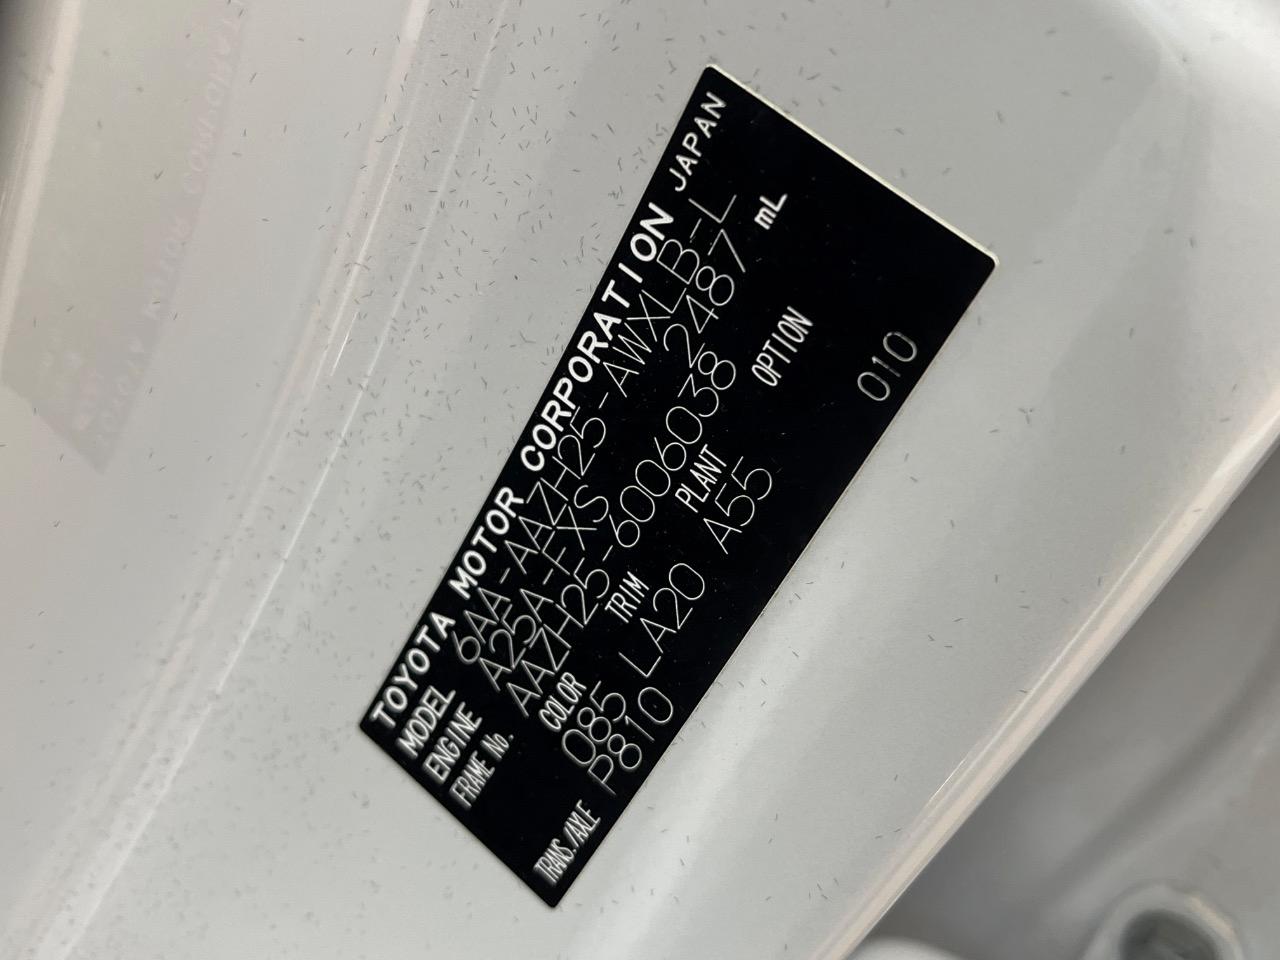 TOYOTA MOTOR CORPORATION JAPAN
MODEL 6AA-AAZH25-AWXLB-L
ENGINE A25A-FXS 2487 mL
FRAME No. AAZH25-6006038
COLOR TRIM PLANT OPTION
085 LA20 A55
TRANS./AXLE P810 010